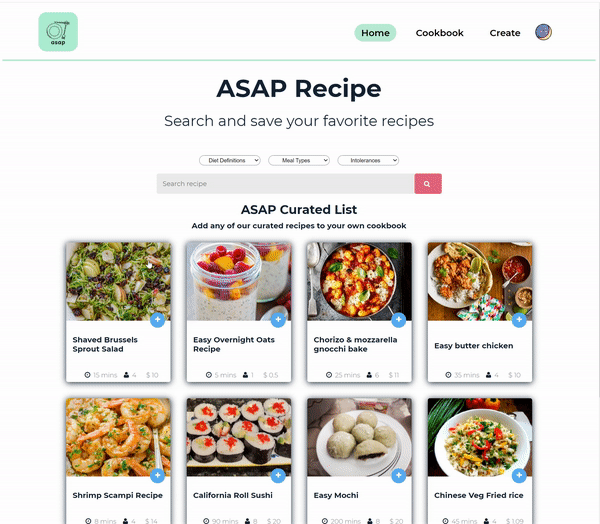 asap
Home Cookbook Create
ASAP Recipe
Search and save your favorite recipes
Diet Definitions Meal Types Intolerances
Search recipe
ASAP Curated List
Add any of our curated recipes to your own cookbook
Shaved Brussels
Sprout Salad
15 mins 4 $ 10
Easy Overnight Oats
Recipe
5 mins 1 $ 0.5
Chorizo & mozzarella
gnocchi bake
25 mins 6 $ 11
Easy butter chicken
35 mins 4 $ 10
Shrimp Scampi Recipe
8 mins 4 $ 14
California Roll Sushi
90 mins 8 $ 20
Easy Mochi
200 mins 8 $ 20
Chinese Veg Fried rice
45 mins 4 $ 1.09